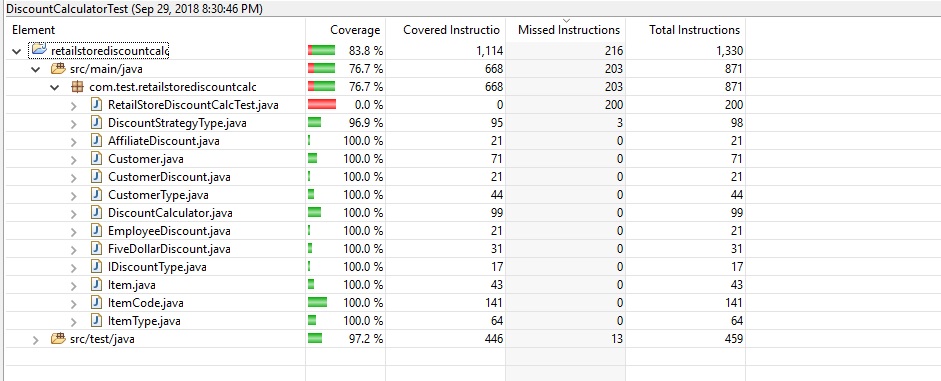 DiscountCalculatorTest (Sep 29, 2018 8:30:46 PM)
Element Coverage Covered Instructio Missed Instructions Total Instructions
retailstorediscountcalc 83.8 % 1,114 216 1,330
src/main/java 76.7 % 668 203 871
com.test.retailstorediscountcalc 76.7 % 668 203 871
RetailStoreDiscountCalcTest.java 0.0 % 0 200 200
DiscountStrategyType.java 96.9 % 95 3 98
AffiliateDiscount.java 100.0 % 21 0 21
Customer.java 100.0 % 71 0 71
CustomerDiscount.java 100.0 % 21 0 21
CustomerType.java 100.0 % 44 0 44
DiscountCalculator.java 100.0 % 99 0 99
EmployeeDiscount.java 100.0 % 21 0 21
FiveDollarDiscount.java 100.0 % 31 0 31
IDiscountType.java 100.0 % 17 0 17
Item.java 100.0 % 43 0 43
ItemCode.java 100.0 % 141 0 141
ItemType.java 100.0 % 64 0 64
src/test/java 97.2 % 446 13 459